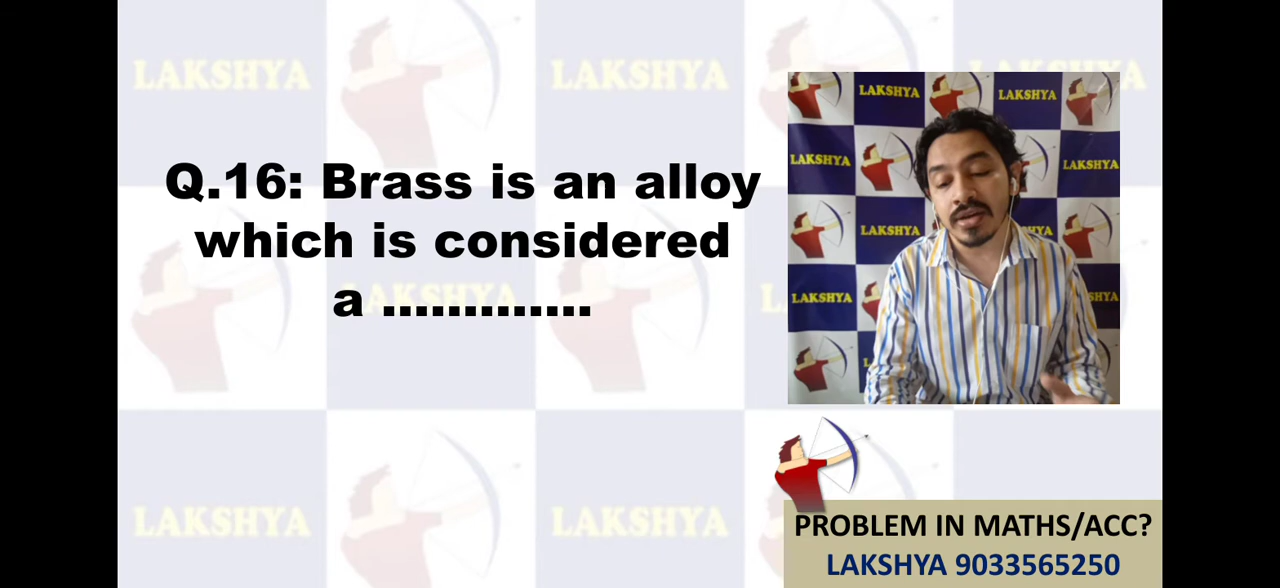 Q.16: Brass is an alloy
which is considered
a .............
LAKSHYA LAKSHYA
LAKSHYA LAKSHYA
LAKSHYA LAKSHYA
LAKSHYA
LAKSHYA
LAKSHYA LAKSHYA
LAKSHYA
PROBLEM IN MATHS/ACC?
LAKSHYA 9033565250